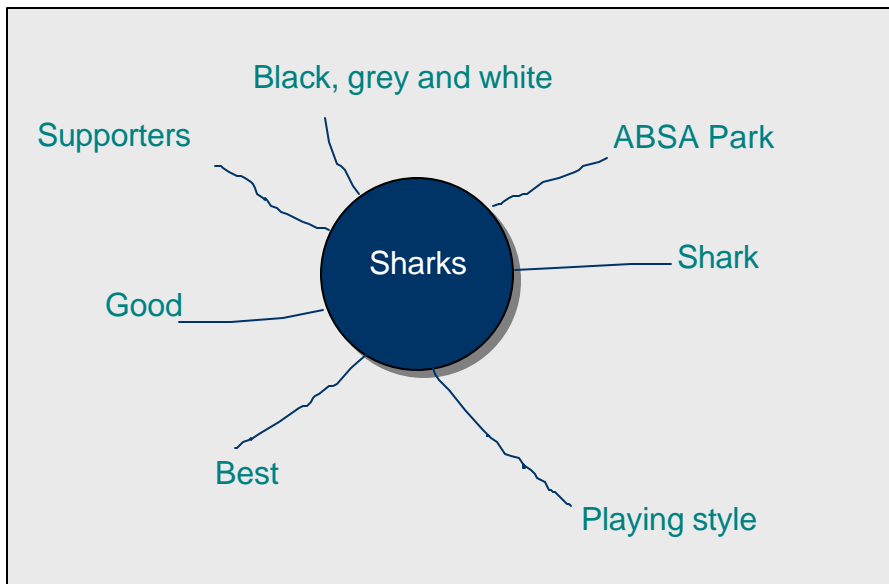 Black, grey and white
Supporters
ABSA Park
Sharks
Shark
Good
Best
Playing style